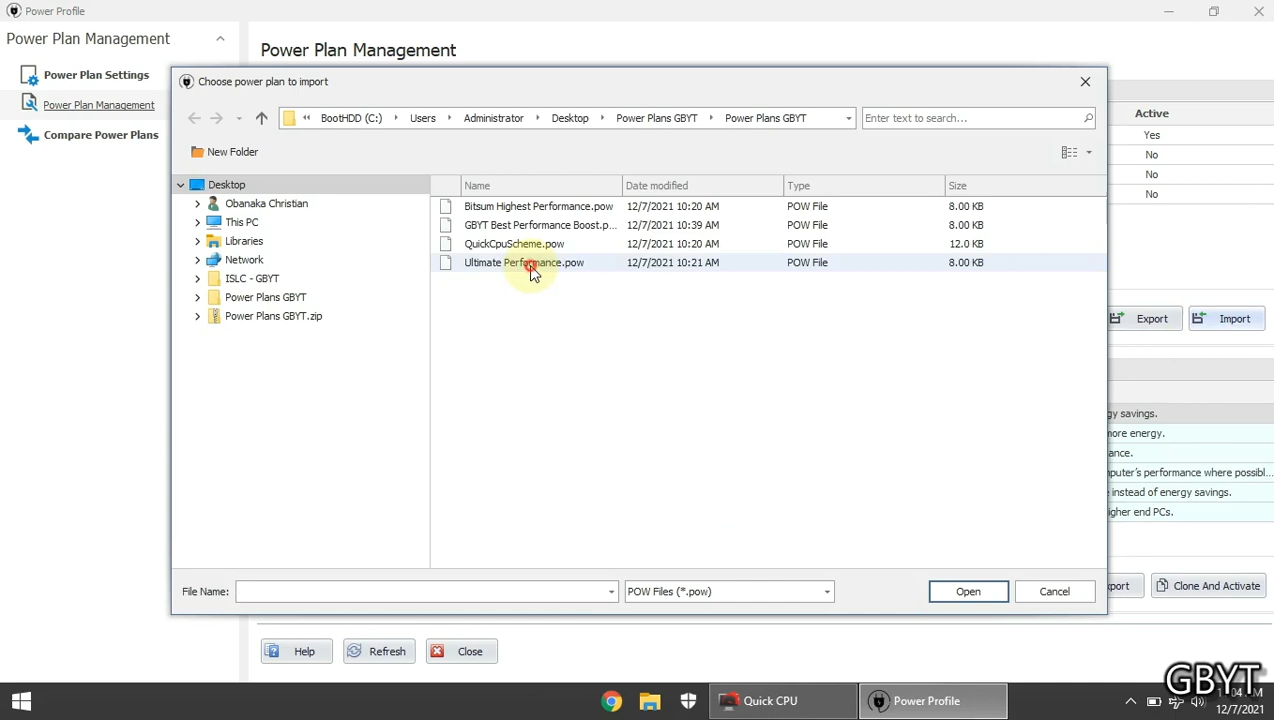 Power Profile
Power Plan Management
Power Plan Settings
Power Plan Management
Compare Power Plans
Power Plan Management
Choose power plan to import
BootHDD (C:) Users Administrator Desktop Power Plans GBYT Power Plans GBYT
Enter text to search...
New Folder
Desktop
Obanaka Christian
This PC
Libraries
Network
ISLC - GBYT
Power Plans GBYT
Power Plans GBYT.zip
Name Date modified Type Size
Bitsum Highest Performance.pow 12/7/2021 10:20 AM POW File 8.00 KB
GBYT Best Performance Boost.p... 12/7/2021 10:39 AM POW File 8.00 KB
QuickCpuScheme.pow 12/7/2021 10:20 AM POW File 12.0 KB
Ultimate Performance.pow 12/7/2021 10:21 AM POW File 8.00 KB
File Name:
POW Files (*.pow)
Open
Cancel
Active
Yes
No
No
No
Export
Import
gy savings.
more energy.
ance.
nputer's performance where possibl...
instead of energy savings.
igher end PCs.
xport
Clone And Activate
Help
Refresh
Close
Quick CPU
Power Profile
GBYT
12/7/2021